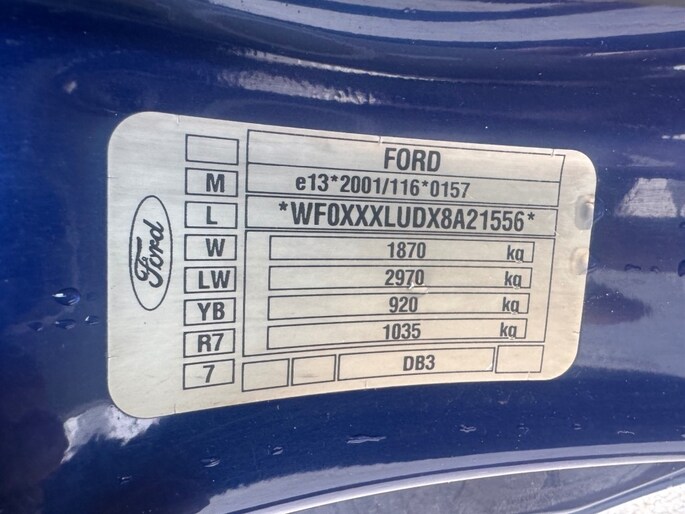 FORD
M e13*2001/116*0157
L *WF0XXXLUDX8A21556*
W 1870 kg
LW 2970 kg
YB 920 kg
R7 1035 kg
7 DB3
Ford